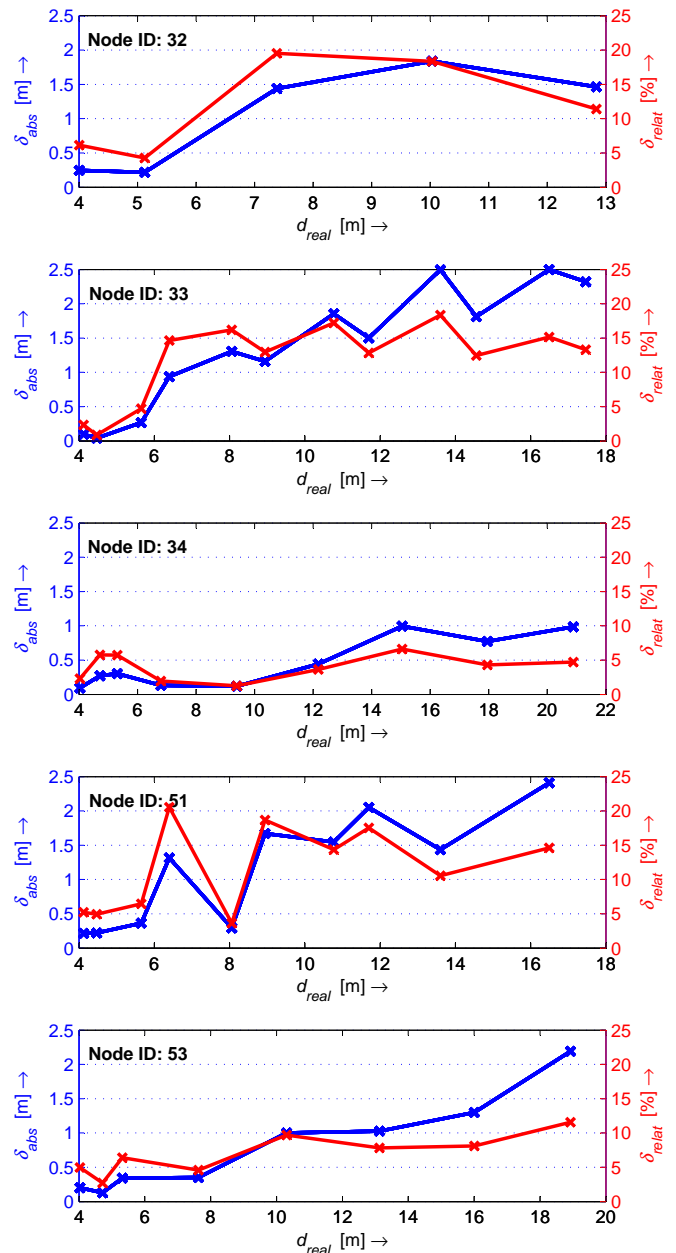 Node ID: 32
2.5
2
1.5
1
0.5
0
δabs [m] →
25
20
15
10
5
0
δrelat [%] →
4 5 6 7 8 9 10 11 12 13
dreal [m] →
Node ID: 33
2.5
2
1.5
1
0.5
0
δabs [m] →
25
20
15
10
5
0
δrelat [%] →
4 6 8 10 12 14 16 18
dreal [m] →
Node ID: 34
2.5
2
1.5
1
0.5
0
δabs [m] →
25
20
15
10
5
0
δrelat [%] →
4 6 8 10 12 14 16 18 20 22
dreal [m] →
Node ID: 51
2.5
2
1.5
1
0.5
0
δabs [m] →
25
20
15
10
5
0
δrelat [%] →
4 6 8 10 12 14 16 18
dreal [m] →
Node ID: 53
2.5
2
1.5
1
0.5
0
δabs [m] →
25
20
15
10
5
0
δrelat [%] →
4 6 8 10 12 14 16 18 20
dreal [m] →